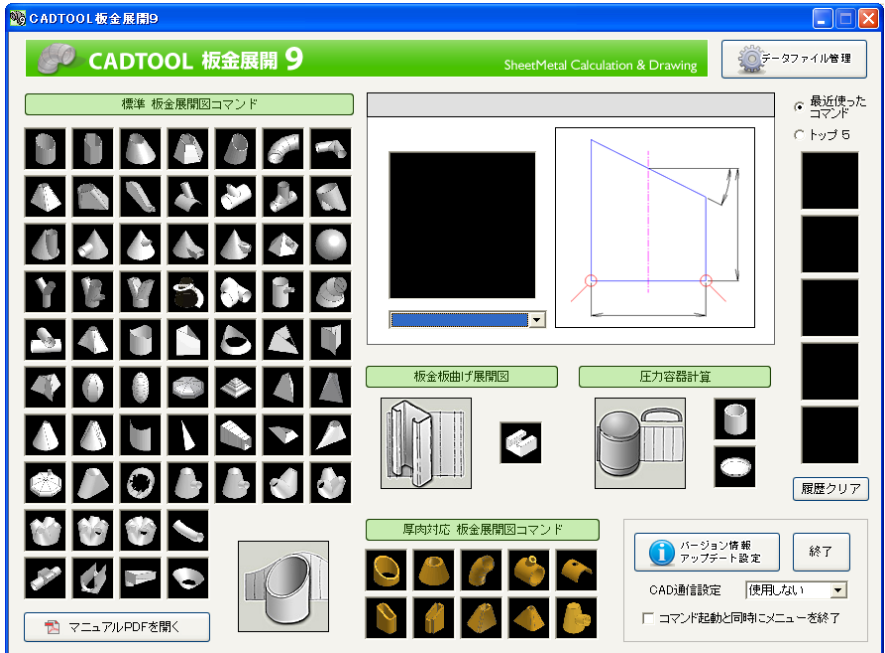 CADTOOL板金展開9
CADTOOL 板金展開 9
SheetMetal Calculation & Drawing
データファイル管理
標準 板金展開図コマンド
最近使った
コマンド
トップ 5
板金板曲げ展開図
圧力容器計算
履歴クリア
厚肉対応 板金展開図コマンド
バージョン情報
アップデート設定
終了
CAD通信設定
使用しない
コマンド起動と同時にメニューを終了
マニュアルPDFを開く